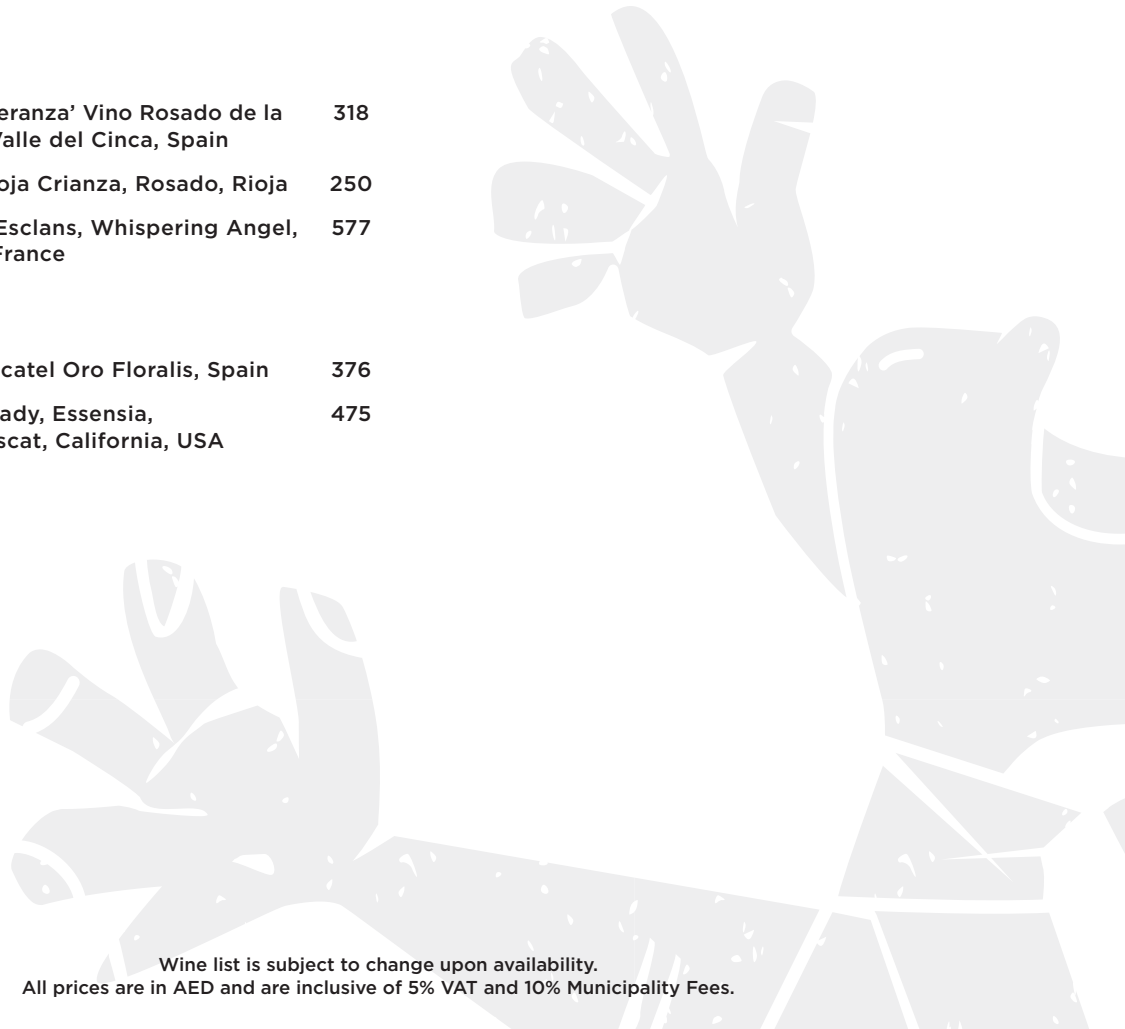 eranza’ Vino Rosado de la 318
Valle del Cinca, Spain
oja Crianza, Rosado, Rioja 250
Esclans, Whispering Angel, 577
France
catel Oro Floralis, Spain 376
ady, Essensia, 475
scat, California, USA
Wine list is subject to change upon availability.
All prices are in AED and are inclusive of 5% VAT and 10% Municipality Fees.